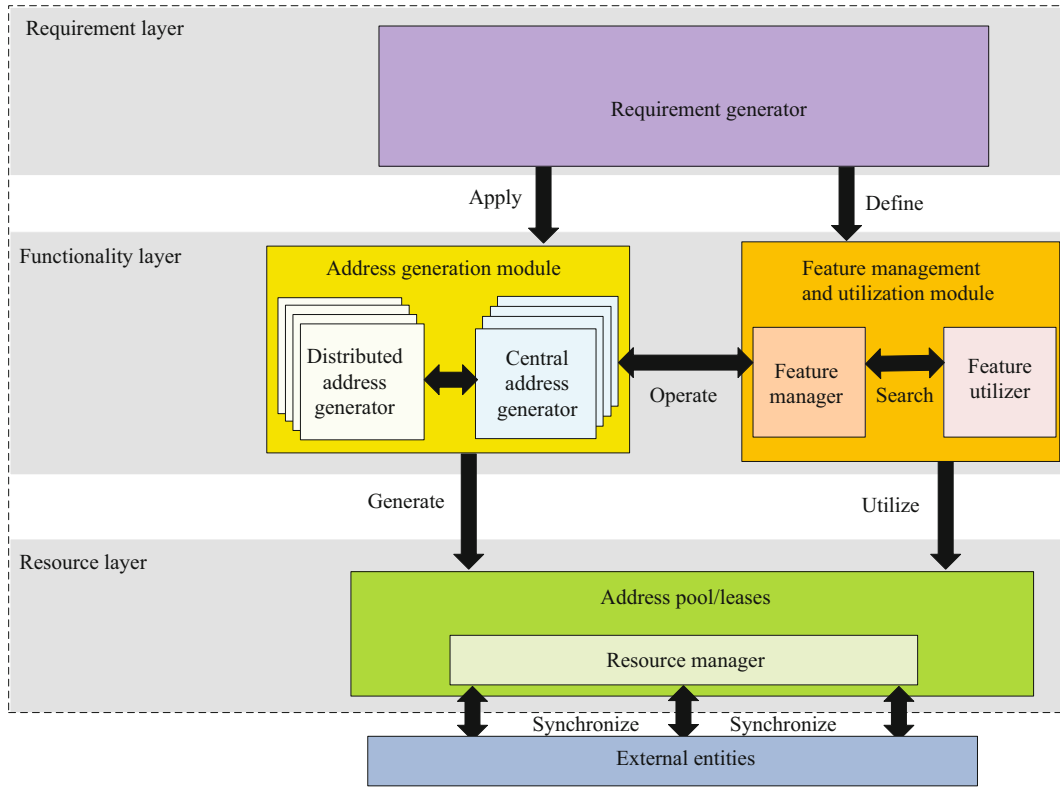 Requirement layer
Requirement generator
Apply
Define
Functionality layer
Address generation module
Feature management
and utilization module
Distributed
address
generator
Central
address
generator
Operate
Feature
manager
Search
Feature
utilizer
Generate
Utilize
Resource layer
Address pool/leases
Resource manager
Synchronize
Synchronize
External entities